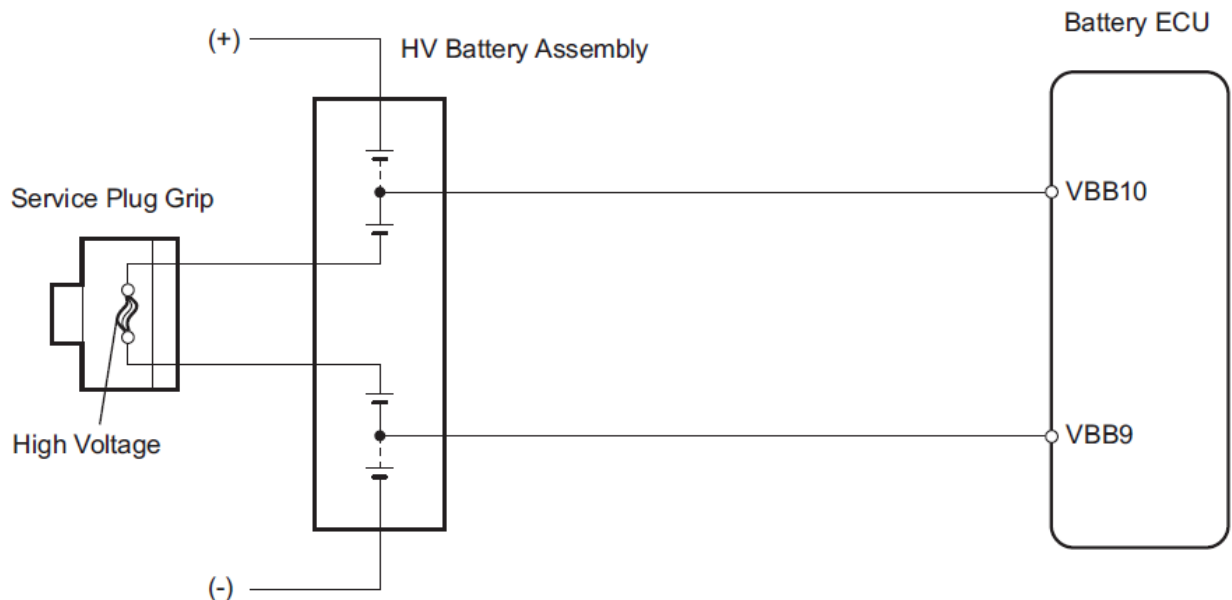 Battery ECU
(+)
HV Battery Assembly
Service Plug Grip
VBB10
High Voltage
VBB9
(-)